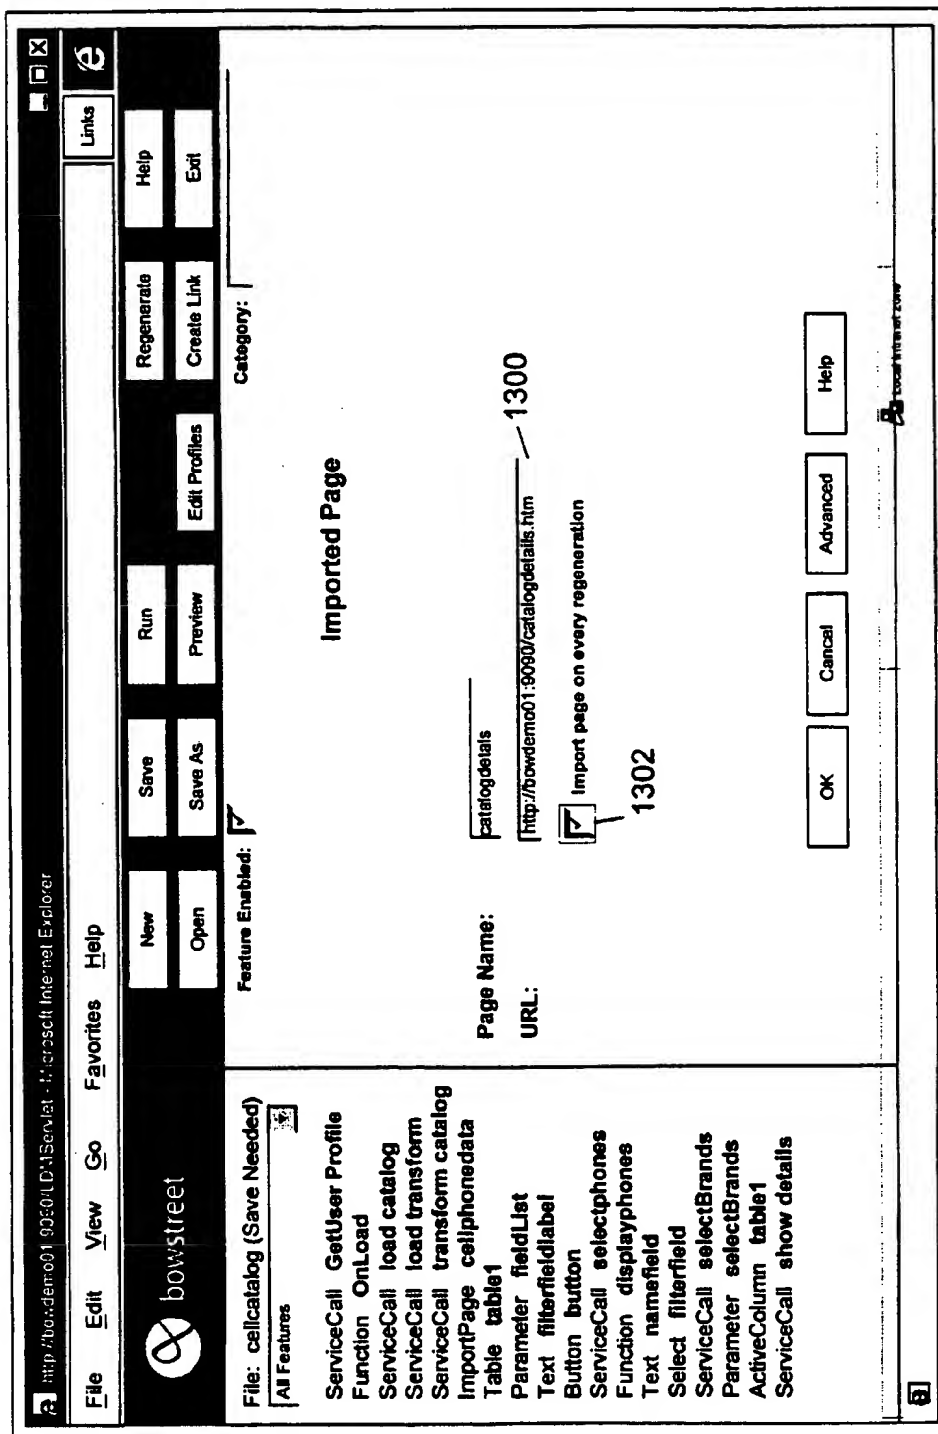 http://bowdemo01:9080/LDMServlet - Microsoft Internet Explorer
File Edit View Go Favorites Help
Links
bowstreet
New Save Run Regenerate Help
Open Save As Preview Edit Profiles Create Link Exit
File: cellcatalog (Save Needed)
All Features
ServiceCall GetUser Profile
Function OnLoad
ServiceCall load catalog
ServiceCall load transform
ServiceCall transform catalog
ImportPage cellphonedata
Table table1
Parameter fieldList
Text filterfieldlabel
Button button
ServiceCall selectphones
Function displayphones
Text namefield
Select filterfield
ServiceCall selectBrands
Parameter selectBrands
ActiveColumn table1
ServiceCall show details
Feature Enabled:
Category:
Imported Page
Page Name: catalogdetals
URL: http://bowdemo01:9090/catalogdetails.htm
1300
Import page on every regeneration
1302
OK Cancel Advanced Help
Local intranet zone